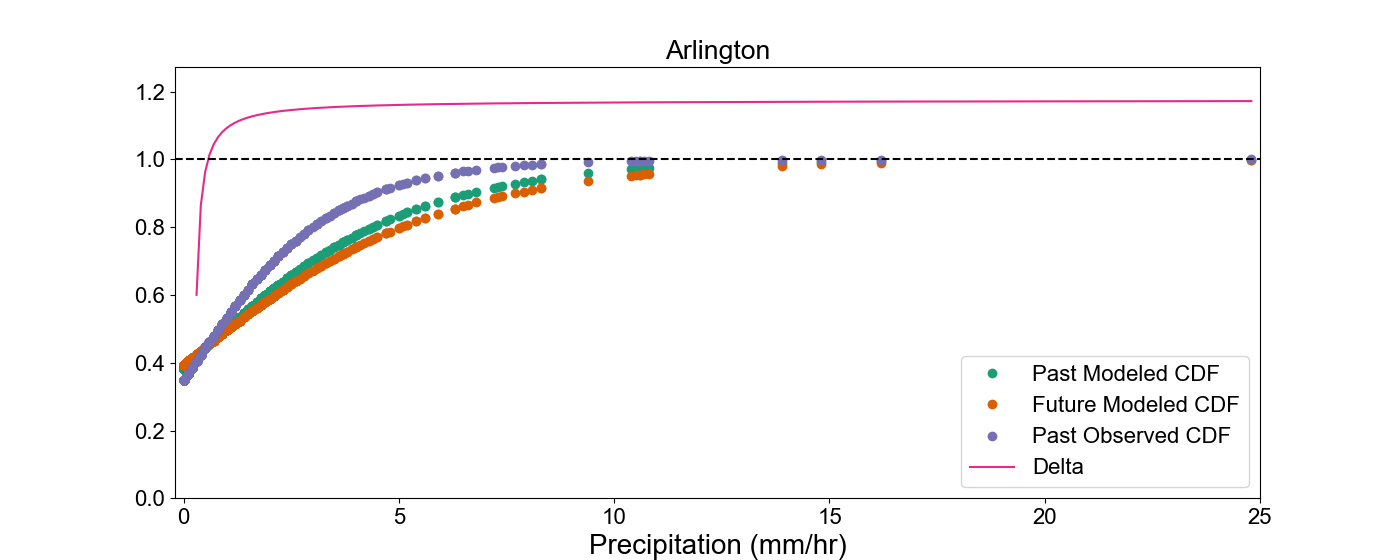 Arlington
1.2
1.0
0.8
0.6
0.4
0.2
0.0
Past Modeled CDF
Future Modeled CDF
Past Observed CDF
Delta
0 5 10 15 20 25
Precipitation (mm/hr)